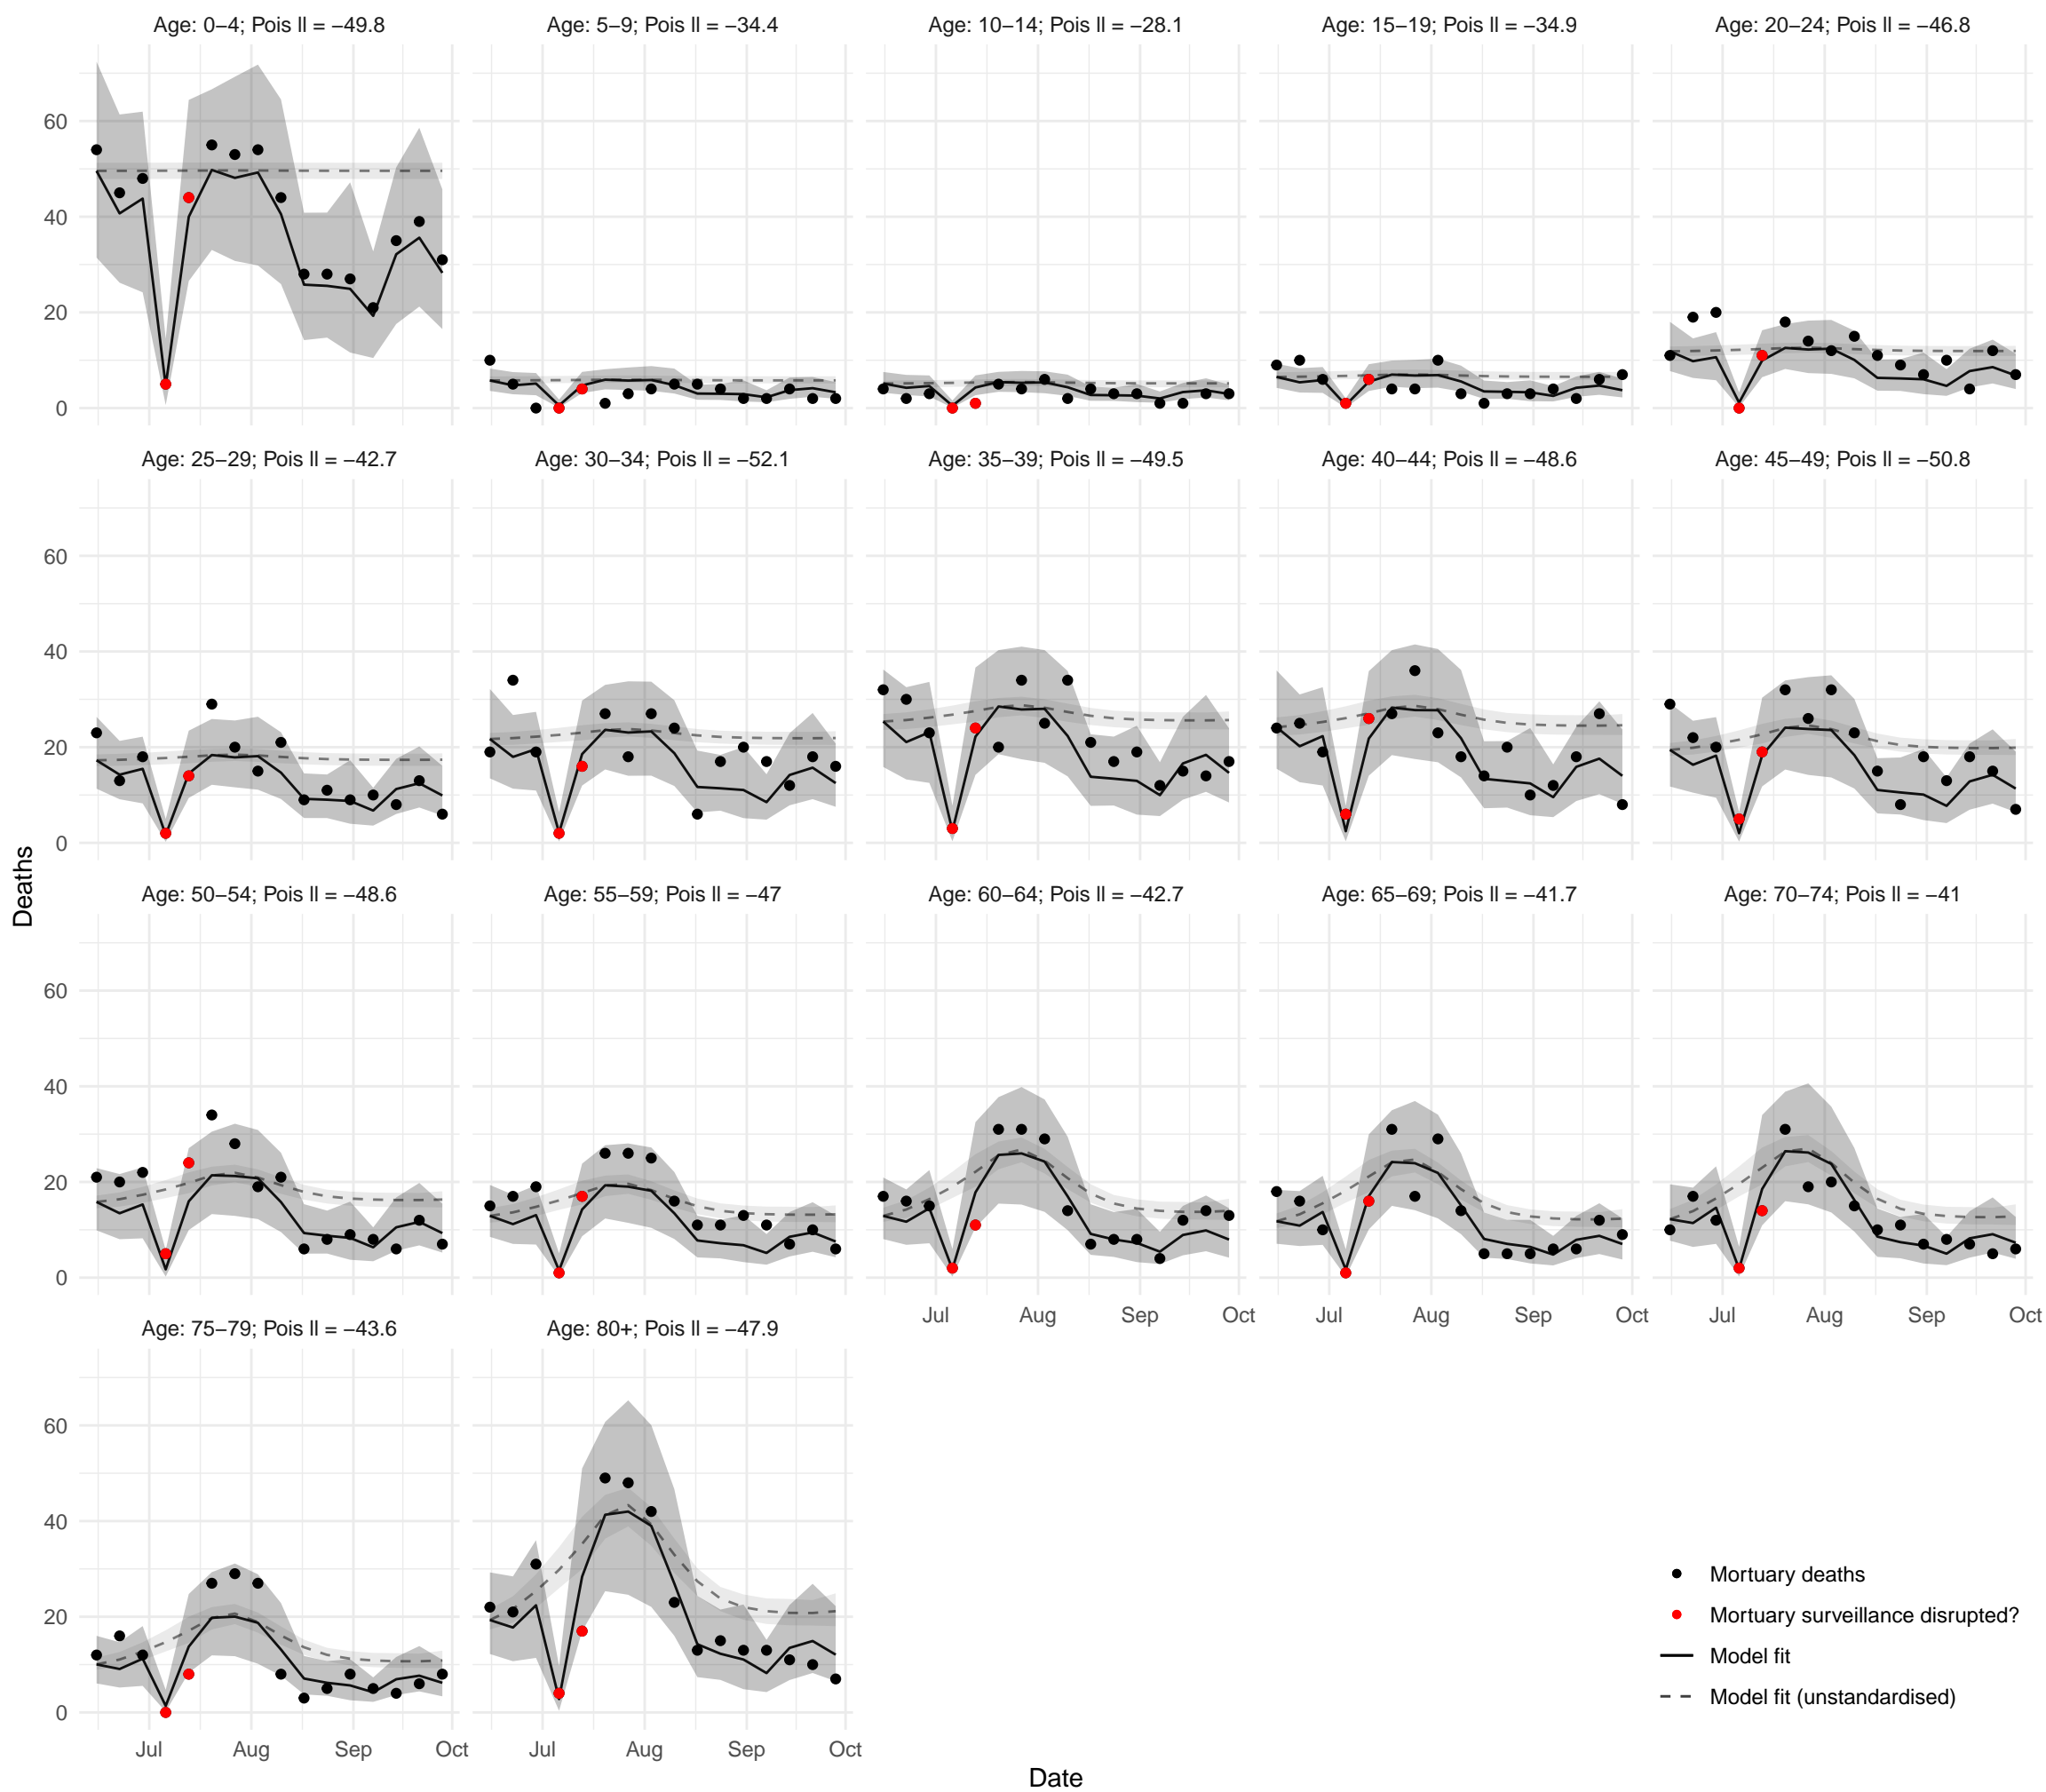 Age: 0−4; Pois ll = −49.8
Age: 5−9; Pois ll = −34.4
Age: 10−14; Pois ll = −28.1
Age: 15−19; Pois ll = −34.9
Age: 20−24; Pois ll = −46.8
60
40
20
0
Age: 25−29; Pois ll = −42.7
Age: 30−34; Pois ll = −52.1
Age: 35−39; Pois ll = −49.5
Age: 40−44; Pois ll = −48.6
Age: 45−49; Pois ll = −50.8
60
40
20
0
Deaths
Age: 50−54; Pois ll = −48.6
Age: 55−59; Pois ll = −47
Age: 60−64; Pois ll = −42.7
Age: 65−69; Pois ll = −41.7
Age: 70−74; Pois ll = −41
60
40
20
0
Jul Aug Sep Oct
Jul Aug Sep Oct
Jul Aug Sep Oct
Age: 75−79; Pois ll = −43.6
Age: 80+; Pois ll = −47.9
60
40
20
0
Jul Aug Sep Oct
Jul Aug Sep Oct
Mortuary deaths
Mortuary surveillance disrupted?
Model fit
Model fit (unstandardised)
Date